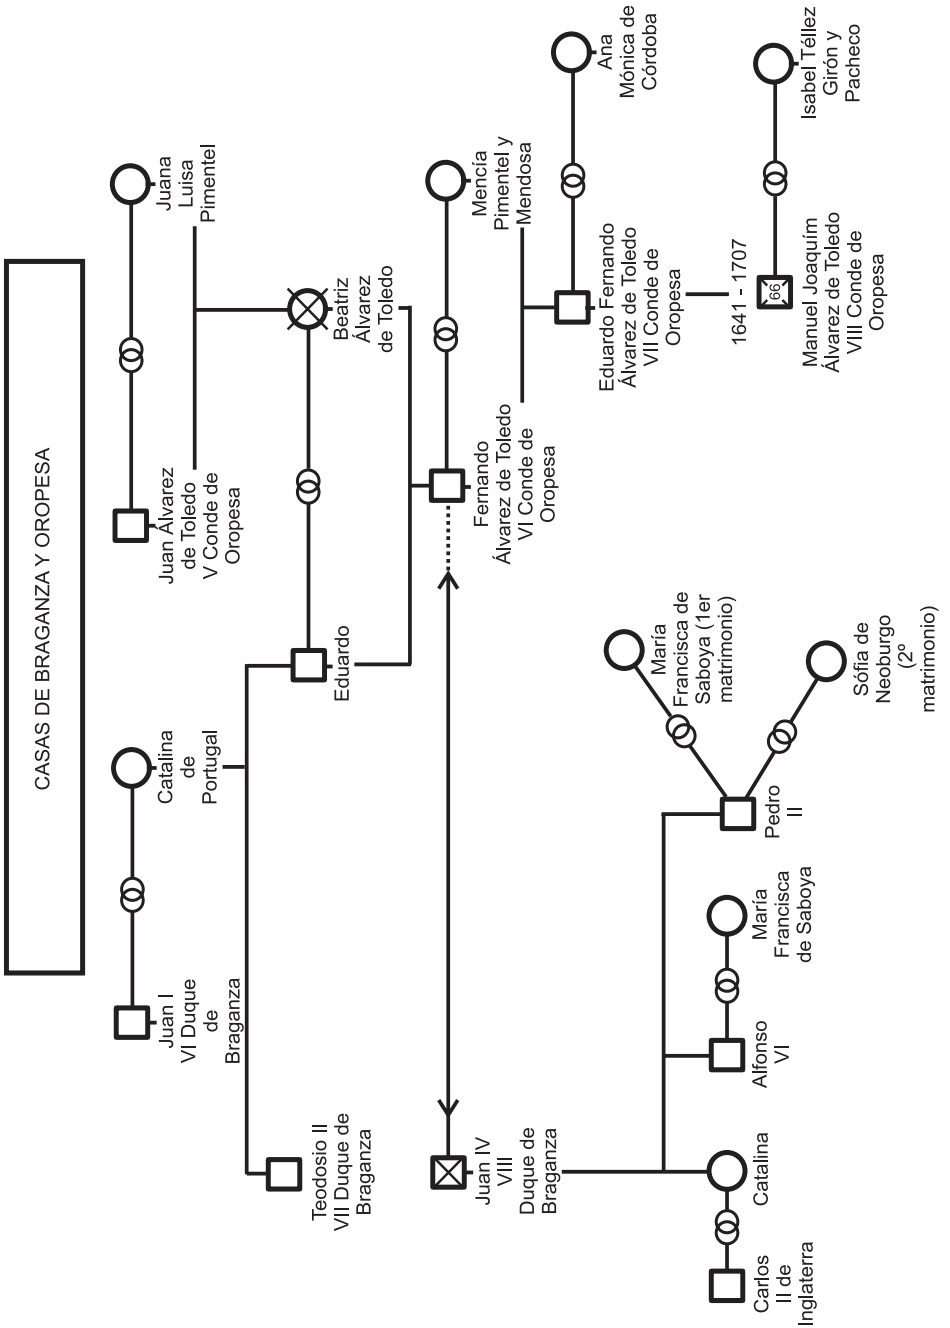 CASAS DE BRAGANZA Y OROPESA
Juan I
VI Duque
de
Braganza
Catalina
de
Portugal
Juan Álvarez
de Toledo
V Conde de
Oropesa
Juana
Luisa
Pimentel
Teodosio II
VII Duque de
Braganza
Eduardo
Beatriz
Álvarez
de Toledo
Juan IV
VIII
Duque de
Braganza
Fernando
Álvarez de Toledo
VI Conde de
Oropesa
Mencía
Pimentel y
Mendosa
Eduardo Fernando
Álvarez de Toledo
VII Conde de
Oropesa
Ana
Mónica de
Córdoba
1641 - 1707
66
Manuel Joaquím
Álvarez de Toledo
VIII Conde de
Oropesa
Isabel Téllez
Girón y
Pacheco
Carlos
II de
Inglaterra
Catalina
Alfonso
VI
María
Francisca
de Saboya
Pedro
II
María
Francisca de
Saboya (1er
matrimonio)
Sófia de
Neoburgo
(2º
matrimonio)